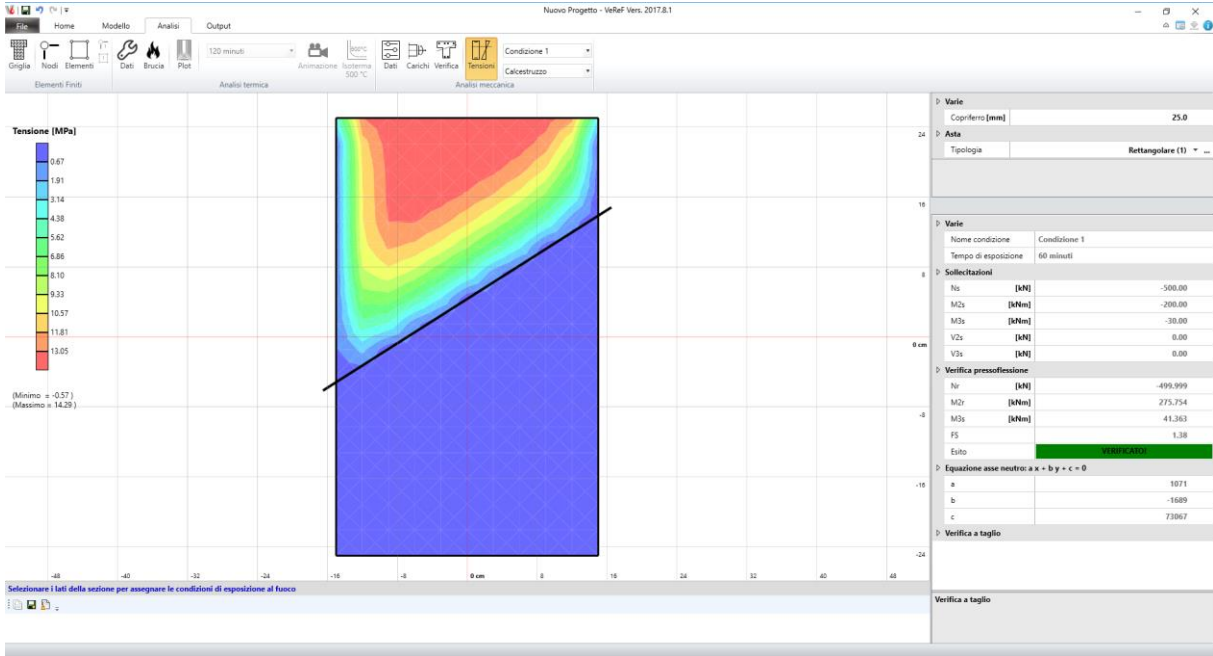 Nuovo Progetto - VeReF Vers. 2017.8.1
File Home Modello Analisi Output
Griglia Nodi Elementi Dati Brucia Plot 120 minuti Animazione Isoterma 500 °C Dati Carichi Verifica Tensioni Condizione 1
Calcestruzzo
Elementi Finiti Analisi termica Analisi meccanica
Tensione [MPa]
0.67
1.91
3.14
4.38
5.62
6.86
8.10
9.33
10.57
11.81
13.05
(Minimo = -0.57 )
(Massimo = 14.29 )
24
16
8
0 cm
-8
-16
-24
-48 -40 -32 -24 -16 -8 0 cm 8 16 24 32 40 48
Selezionare i lati della sezione per assegnare le condizioni di esposizione al fuoco
Varie
Copriferro [mm] 25.0
Asta
Tipologia Rettangolare (1) ...
Varie
Nome condizione Condizione 1
Tempo di esposizione 60 minuti
Sollecitazioni
Ns [kN] -500.00
M2s [kNm] -200.00
M3s [kNm] -30.00
V2s [kN] 0.00
V3s [kN] 0.00
Verifica pressoflessione
Nr [kN] -499.999
M2r [kNm] 275.754
M3s [kNm] 41.363
FS 1.38
Esito VERIFICATO!
Equazione asse neutro: a x + b y + c = 0
a 1071
b -1689
c 73067
Verifica a taglio
Verifica a taglio